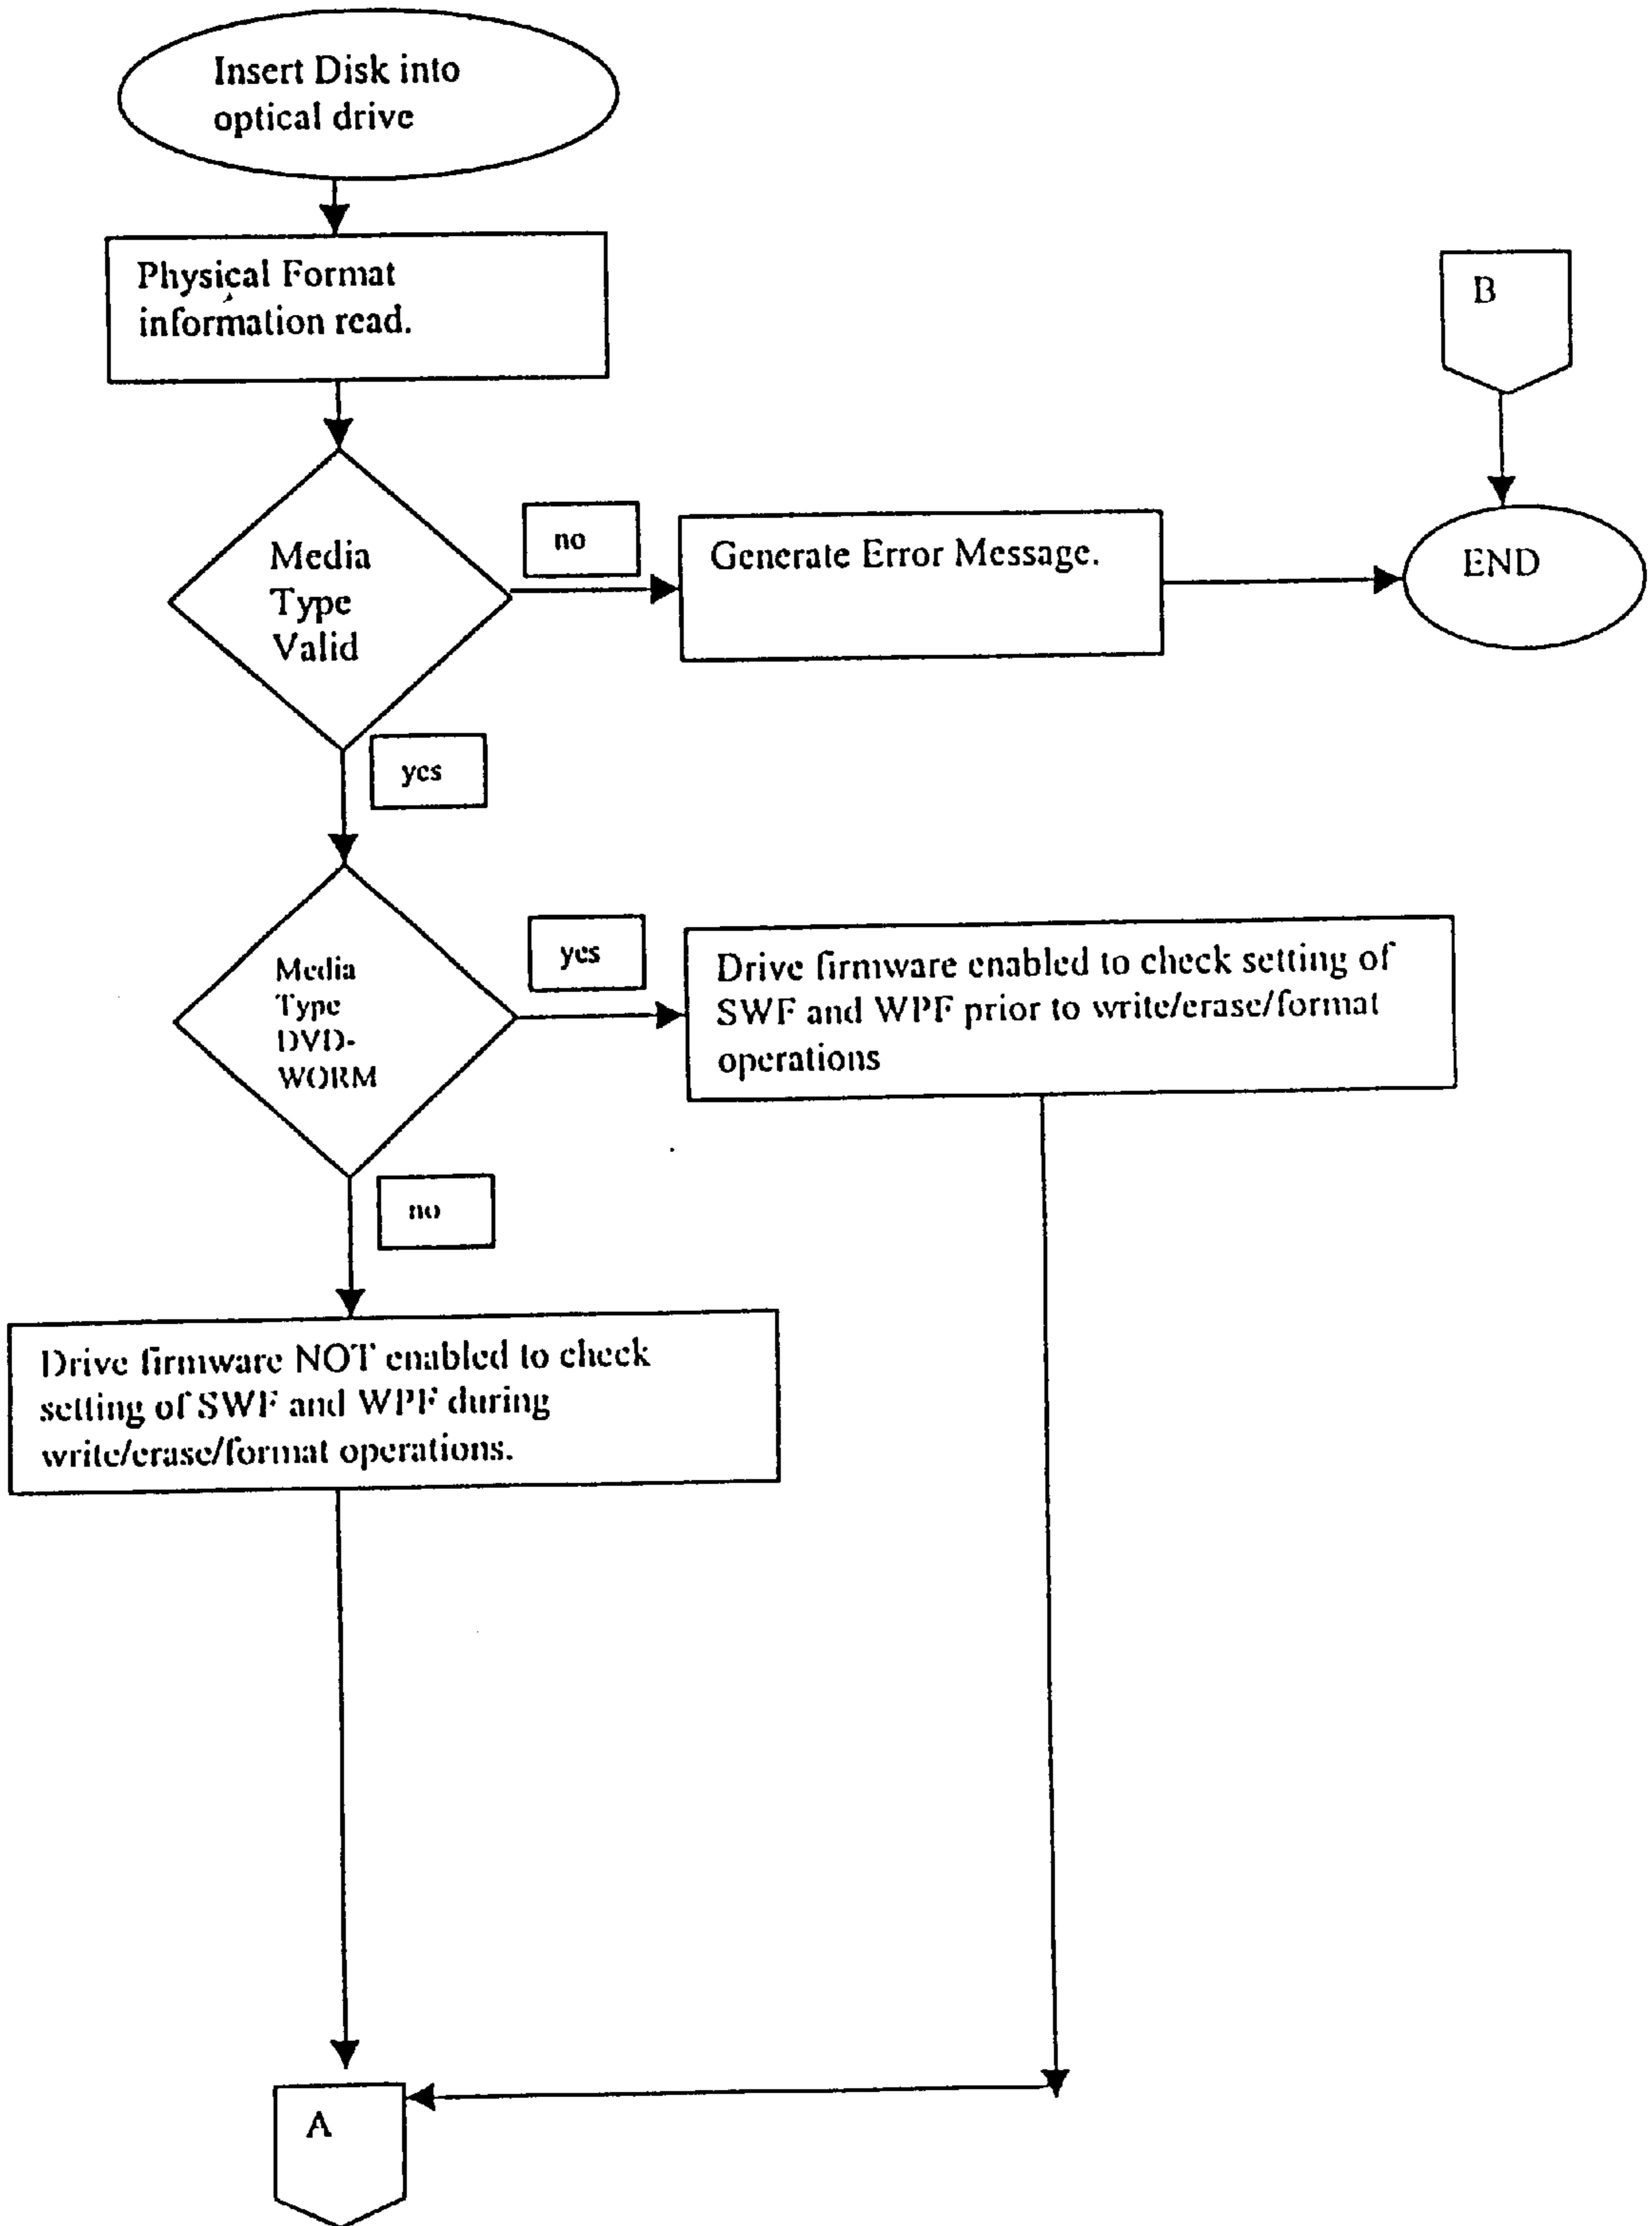 Insert Disk into
optical drive
Physical Format
information read.
B
Media
Type
Valid
no
Generate Error Message.
END
yes
Media
Type
DVD-
WORM
yes
Drive firmware enabled to check setting of
SWF and WPF prior to write/erase/format
operations
no
Drive firmware NOT enabled to check
setting of SWF and WPF during
write/erase/format operations.
A